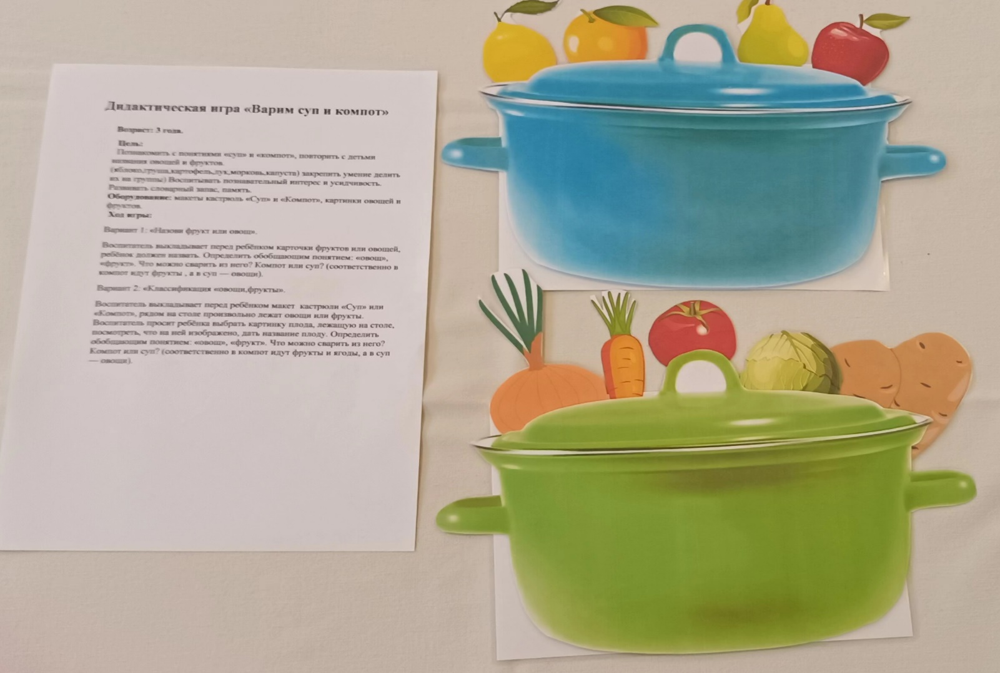 Дидактическая игра «Варим суп и компот»
Возраст: 3 года.
Цель:
Познакомить с понятиями «суп» и «компот», повторить с детьми
названия овощей и фруктов.
(яблоко,груша,картофель,лук,морковь,капуста) закрепить умение делить
их на группы) Воспитывать познавательный интерес и усидчивость.
Развивать словарный запас, память.
Оборудование: макеты кастрюль «Суп» и «Компот», картинки овощей и
фруктов.
Ход игры:
Вариант 1: «Назови фрукт или овощ».
Воспитатель выкладывает перед ребёнком карточки фруктов или овощей,
ребёнок должен назвать. Определить обобщающим понятием: «овощ»,
«фрукт». Что можно сварить из него? Компот или суп? (соответственно в
компот идут фрукты , а в суп — овощи).
Вариант 2: «Классификация «овощи,фрукты».
Воспитатель выкладывает перед ребёнком макет кастрюли «Суп» или
«Компот», рядом на столе произвольно лежат овощи или фрукты.
Воспитатель просит ребёнка выбрать картинку плода, лежащую на столе,
посмотреть, что на ней изображено, дать название плоду. Определить
обобщающим понятием: «овощ», «фрукт». Что можно сварить из него?
Компот или суп? (соответственно в компот идут фрукты и ягоды, а в суп
— овощи).